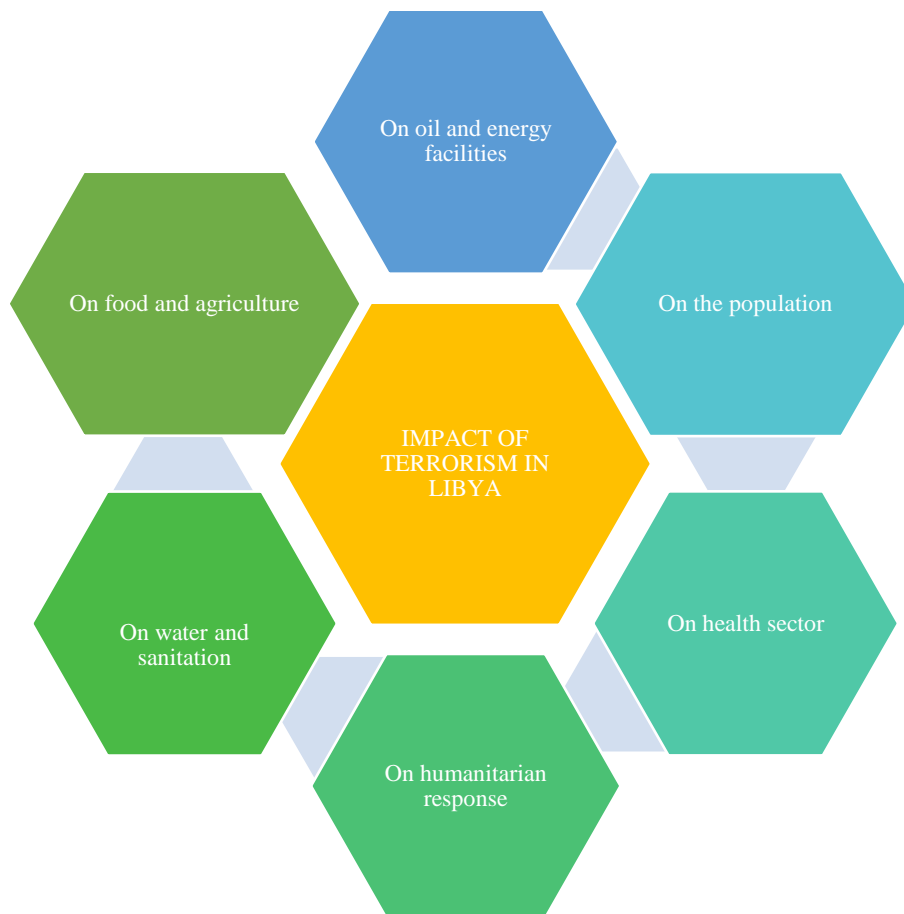 On oil and energy
facilities
On food and agriculture
On the population
IMPACT OF
TERRORISM IN
LIBYA
On water and
sanitation
On health sector
On humanitarian
response